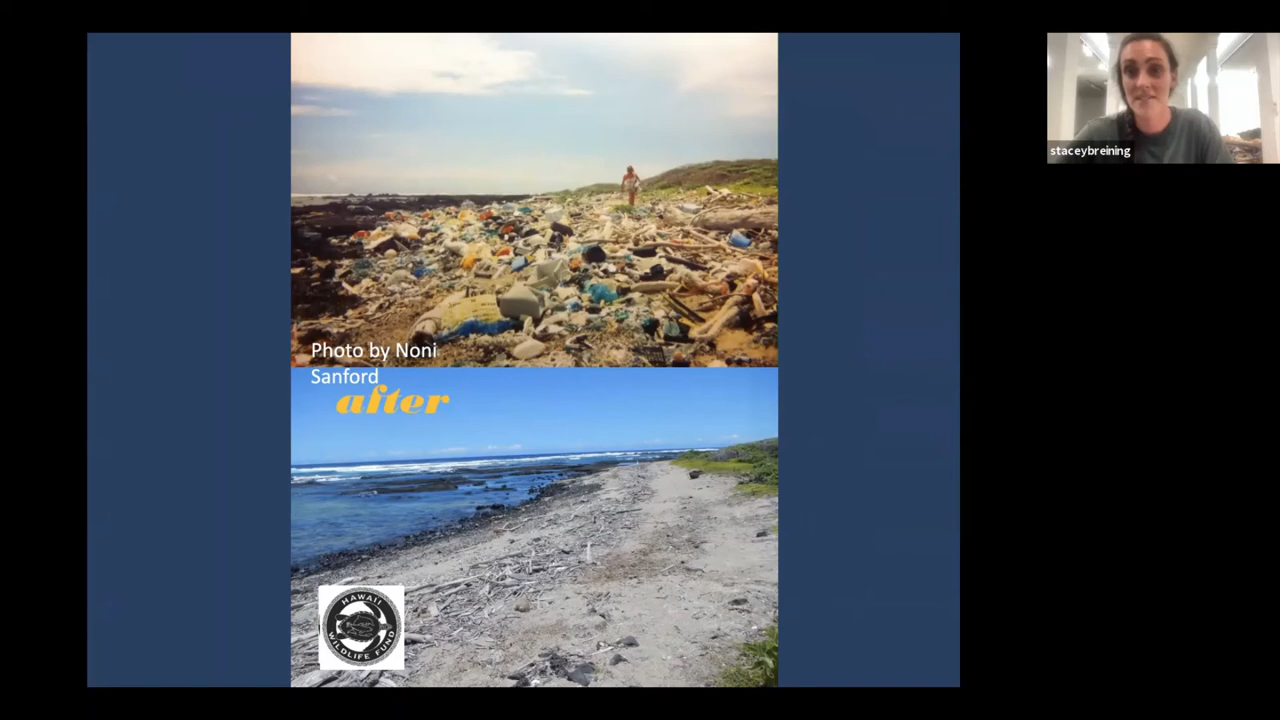 Photo by Noni
Sanford
after
HAWAII
WILDLIFE FUND
staceybreining